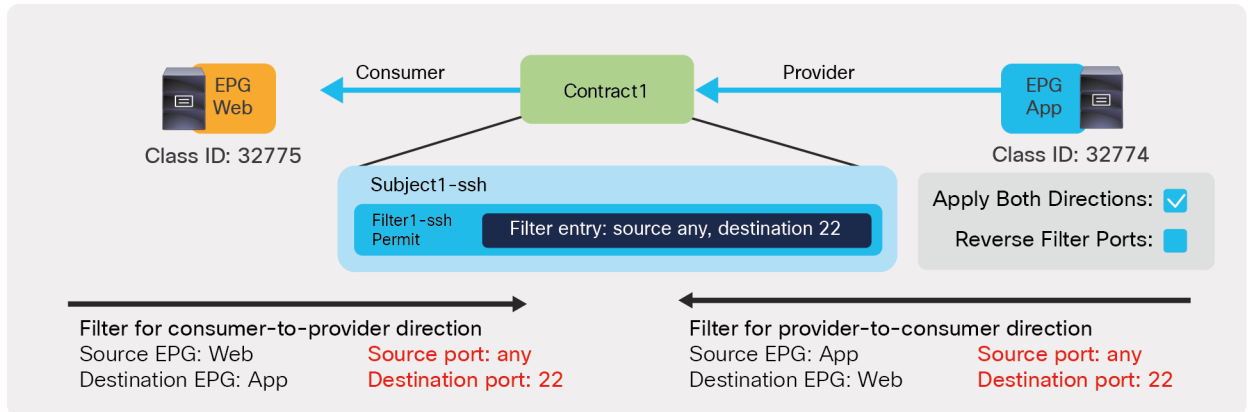 Consumer
Provider
EPG
Web
Contract1
EPG
App
Class ID: 32775
Class ID: 32774
Subject1-ssh
Filter1-ssh
Permit
Filter entry: source any, destination 22
Apply Both Directions:
Reverse Filter Ports:
Filter for consumer-to-provider direction
Source EPG: Web Source port: any
Destination EPG: App Destination port: 22
Filter for provider-to-consumer direction
Source EPG: App Source port: any
Destination EPG: Web Destination port: 22